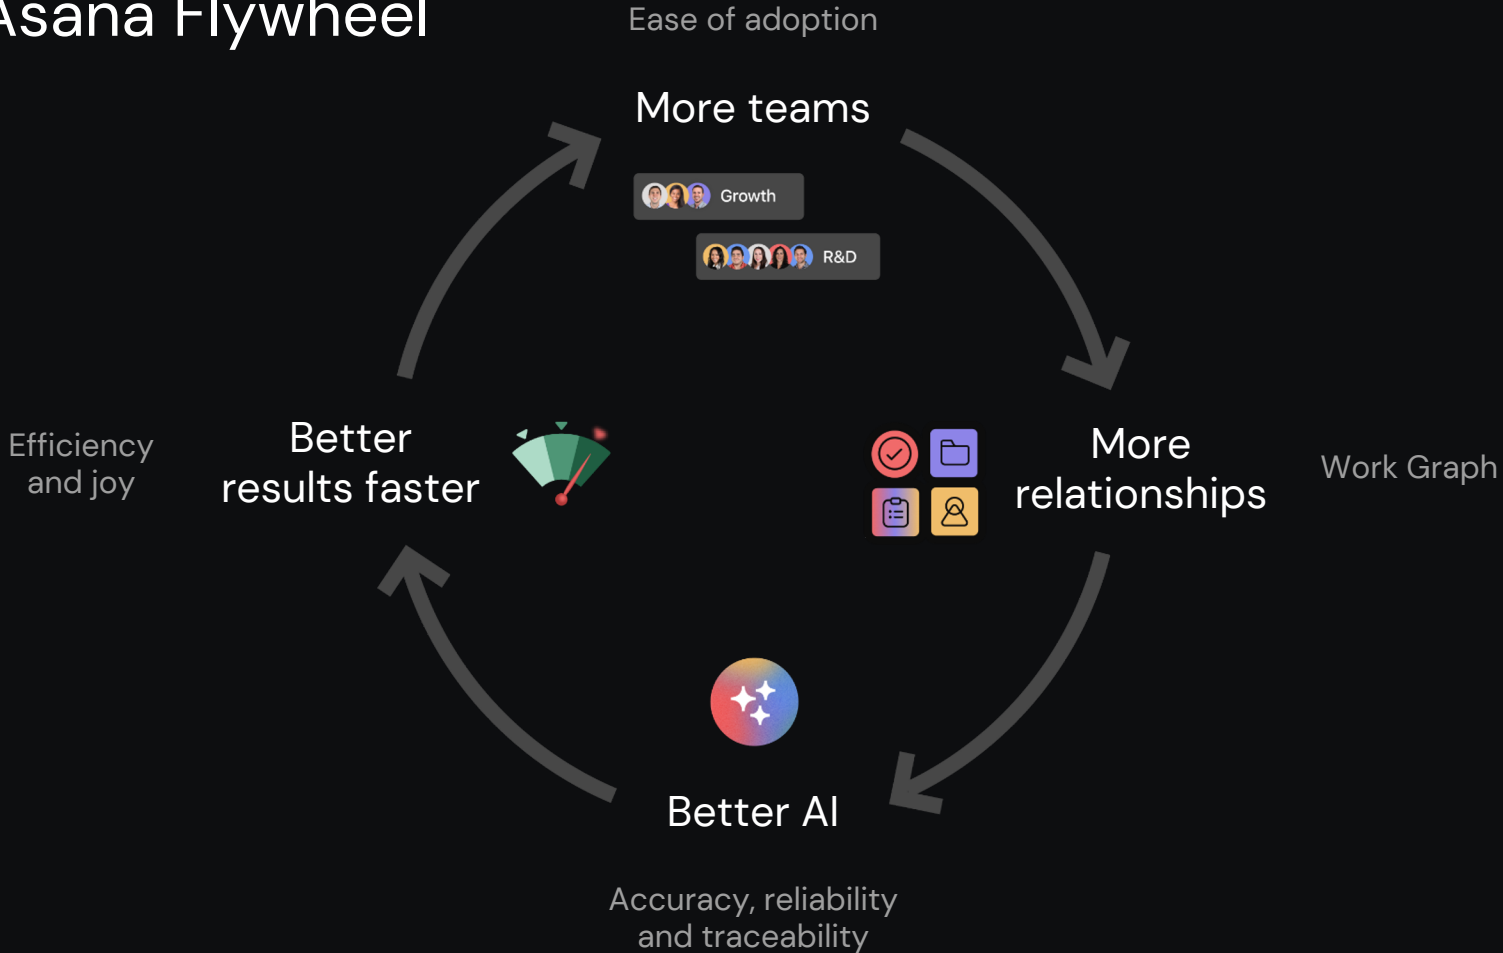 Asana Flywheel
Ease of adoption
More teams
Growth
R&D
Efficiency
and joy
Better
results faster
More
relationships
Work Graph
Better AI
Accuracy, reliability
and traceability